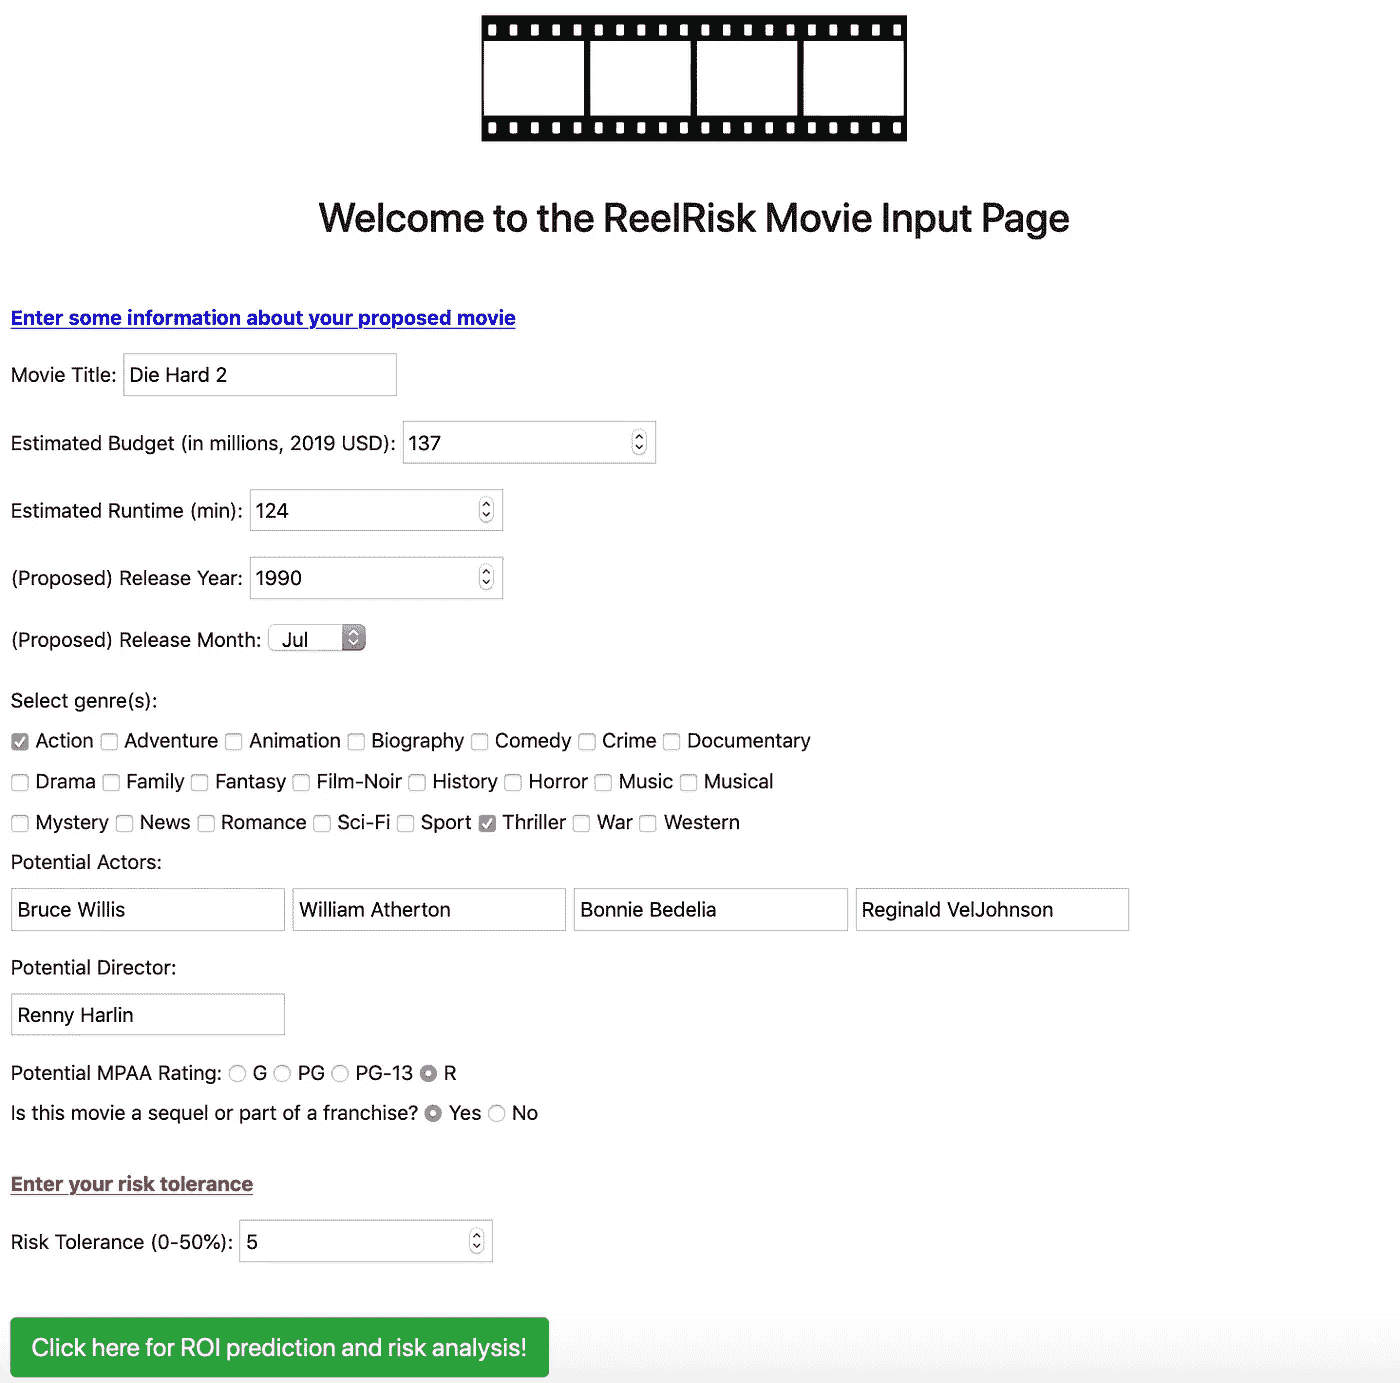 Welcome to the ReelRisk Movie Input Page
Enter some information about your proposed movie
Movie Title: Die Hard 2
Estimated Budget (in millions, 2019 USD): 137
Estimated Runtime (min): 124
(Proposed) Release Year: 1990
(Proposed) Release Month: Jul
Select genre(s):
Action Adventure Animation Biography Comedy Crime Documentary
Drama Family Fantasy Film-Noir History Horror Music Musical
Mystery News Romance Sci-Fi Sport Thriller War Western
Potential Actors:
Bruce Willis William Atherton Bonnie Bedelia Reginald VelJohnson
Potential Director:
Renny Harlin
Potential MPAA Rating: G PG PG-13 R
Is this movie a sequel or part of a franchise? Yes No
Enter your risk tolerance
Risk Tolerance (0-50%): 5
Click here for ROI prediction and risk analysis!